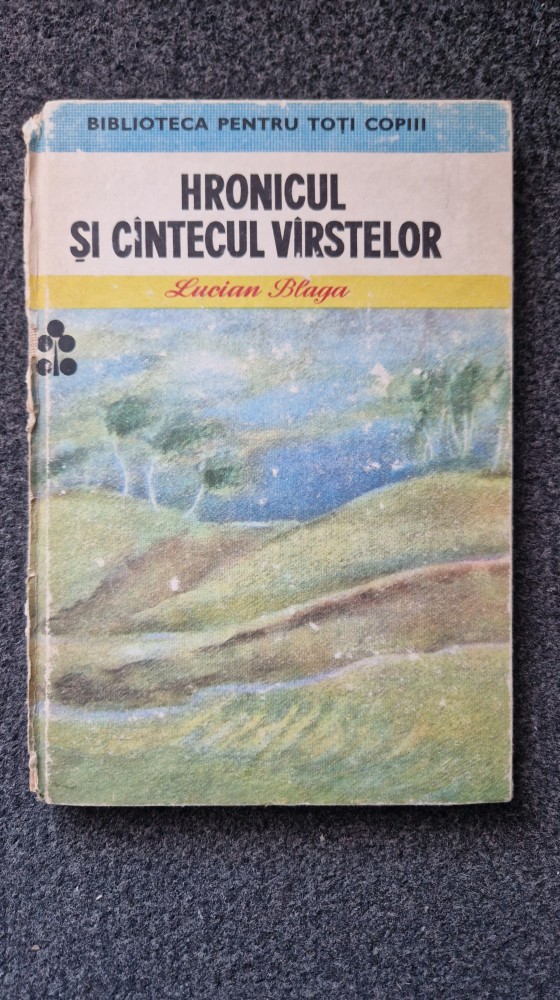 BIBLIOTECA PENTRU TOȚI COPIII
HRONICUL
ȘI CÎNTECUL VÎRSTELOR
Lucian Blaga